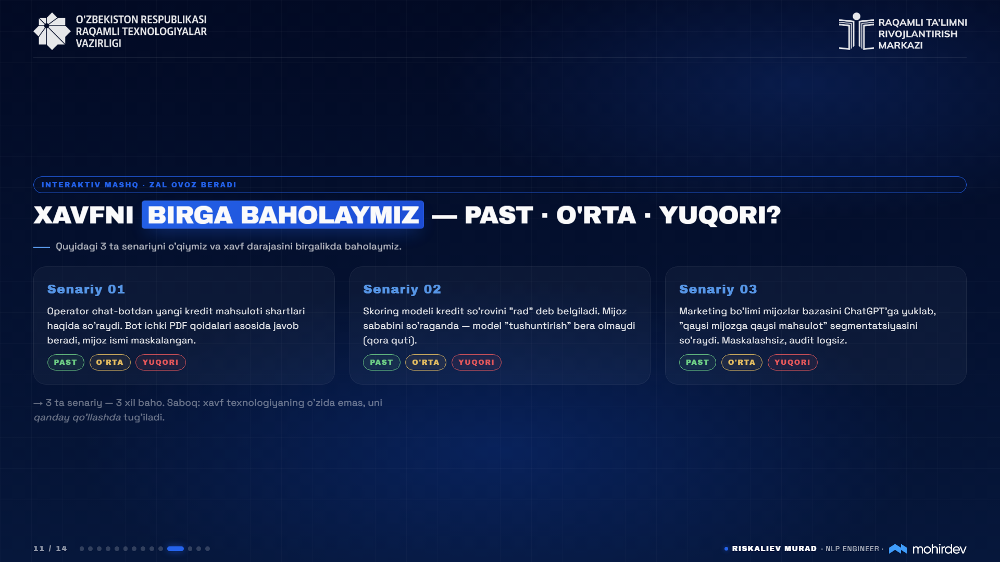 O'ZBEKISTON RESPUBLIKASI
RAQAMLI TEXNOLOGIYALAR
VAZIRLIGI
RAQAMLI TA'LIMNI
RIVOJLANTIRISH
MARKAZI
INTERAKTIV MASHQ · ZAL OVOZ BERADI
XAVFNI BIRGA BAHOLAYMIZ — PAST · O'RTA · YUQORI?
Quyidagi 3 ta senariyni o'qiymiz va xavf darajasini birgalikda baholaymiz.
Senariy 01
Operator chat-botdan yangi kredit mahsuloti shartlari
haqida so'raydi. Bot ichki PDF qoidalari asosida javob
beradi, mijoz ismi maskalangan.
PAST O'RTA YUQORI
Senariy 02
Skoring modeli kredit so'rovini "rad" deb belgiladi. Mijoz
sababini so'raganda — model "tushuntirish" bera olmaydi
(qora quti).
PAST O'RTA YUQORI
Senariy 03
Marketing bo'limi mijozlar bazasini ChatGPT'ga yuklab,
"qaysi mijozga qaysi mahsulot" segmentatsiyasini
so'raydi. Maskalashsiz, audit logsiz.
PAST O'RTA YUQORI
→ 3 ta senariy — 3 xil baho. Saboq: xavf texnologiyaning o'zida emas, uni
qanday qo'llashda tug'iladi.
11 / 14
RISKALIEV MURAD · NLP ENGINEER · mohirdev